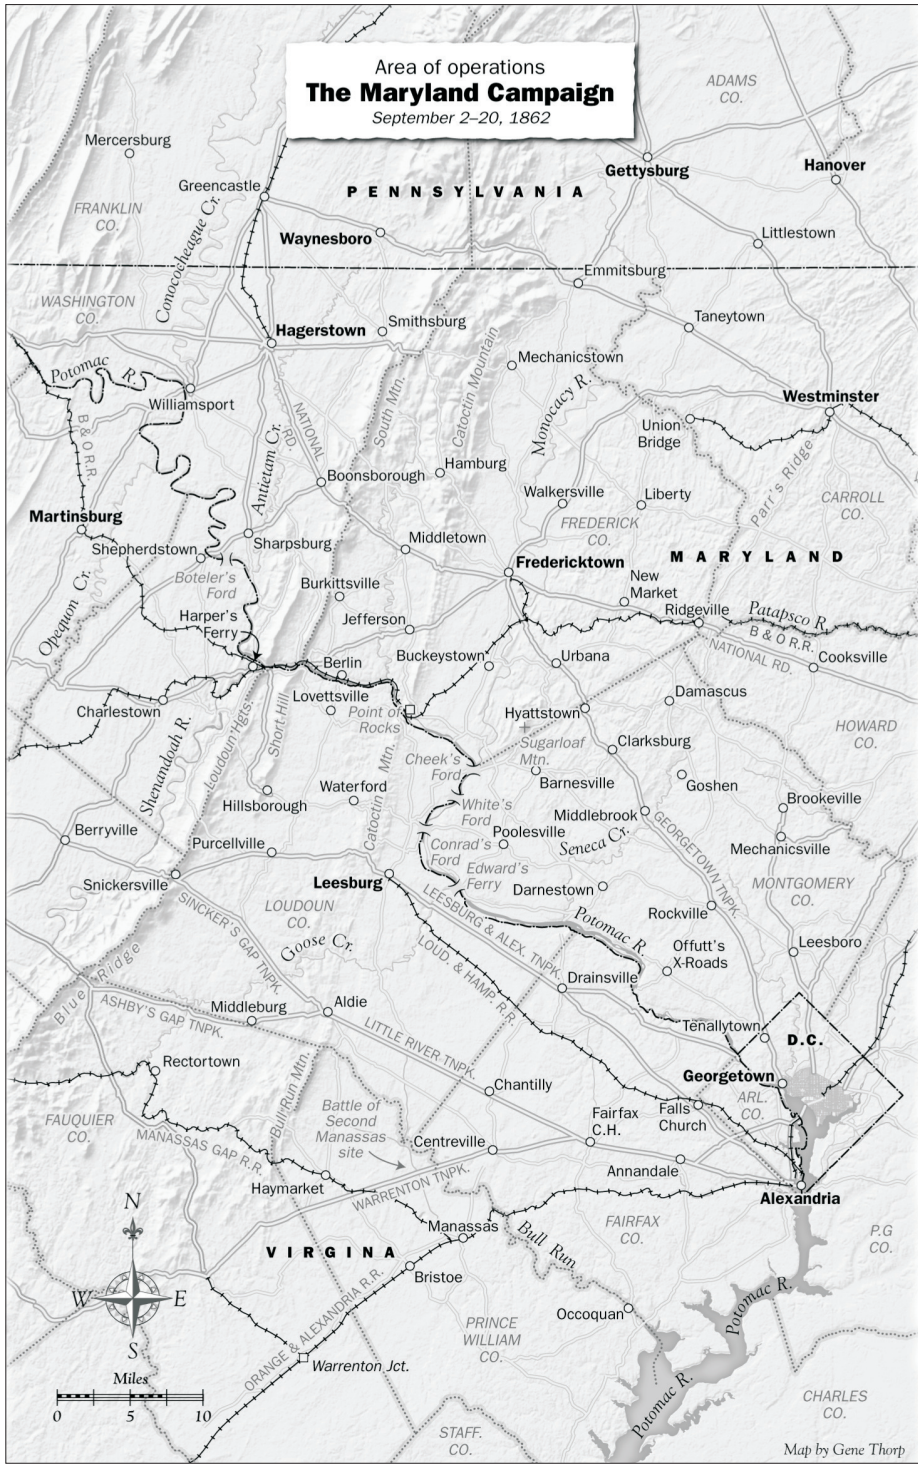 Area of operations
The Maryland Campaign
September 2–20, 1862
ADAMS
CO.
Mercersburg
Gettysburg
Hanover
Greencastle
PENNSYLVANIA
FRANKLIN
CO.
Conococheague Cr.
Waynesboro
Littlestown
Emmitsburg
WASHINGTON
CO.
Taneytown
Smithsburg
Hagerstown
Mechanicstown
Potomac R.
Williamsport
South Mtn.
Catoctin Mountain
Monocacy R.
Westminster
Union
Bridge
B & O R.R.
NATIONAL
RD.
Antietam Cr.
Parr's Ridge
Boonsborough
Hamburg
Walkersville
Liberty
CARROLL
CO.
Martinsburg
FREDERICK
CO.
Sharpsburg
Middletown
Shepherdstown
MARYLAND
Fredericktown
Boteler's
Ford
Burkittsville
New
Market
Opequon Cr.
Harper's
Ferry
Jefferson
Ridgeville
Patapsco R.
B & O R.R.
NATIONAL RD.
Berlin
Buckeystown
Urbana
Cooksville
Charlestown
Lovettsville
Point of
Rocks
Damascus
Hyattstown
Shenandoah R.
Loudoun Hgts.
Short Hill
Sugarloaf
Mtn.
HOWARD
CO.
Clarksburg
Cheek's
Ford
Catoctin Mtn.
Barnesville
Goshen
Waterford
Hillsborough
White's
Ford
Middlebrook
Brookeville
Berryville
Poolesville
Seneca Cr.
GEORGETOWN TNPK.
Purcellville
Conrad's
Ford
Mechanicsville
Snickersville
Leesburg
Edward's
Ferry
Darnestown
MONTGOMERY
CO.
SINCKER'S GAP TNPK.
LOUDOUN
CO.
LEESBURG & ALEX. TNPK.
Rockville
Potomac R.
Goose Cr.
LOUD. & HAMP. R.R.
Offutt's
X-Roads
Leesboro
Blue Ridge
Drainsville
ASHBY'S GAP TNPK.
Middleburg
Aldie
Tenallytown
D.C.
LITTLE RIVER TNPK.
Rectortown
Georgetown
Bull Run Mtn.
Chantilly
ARL.
CO.
FAUQUIER
CO.
Battle of
Second
Manassas
site
Fairfax
C.H.
Falls
Church
MANASSAS GAP R.R.
Centreville
Annandale
Haymarket
WARRENTON TNPK.
Alexandria
N
Manassas
Bull Run
FAIRFAX
CO.
P.G
CO.
VIRGINA
Bristoe
W
E
S
ORANGE & ALEXANDRIA R.R.
Occoquan
Potomac R.
PRINCE
WILLIAM
CO.
Warrenton Jct.
Miles
0 5 10
Potomac R.
CHARLES
CO.
STAFF.
CO.
Map by Gene Thorp